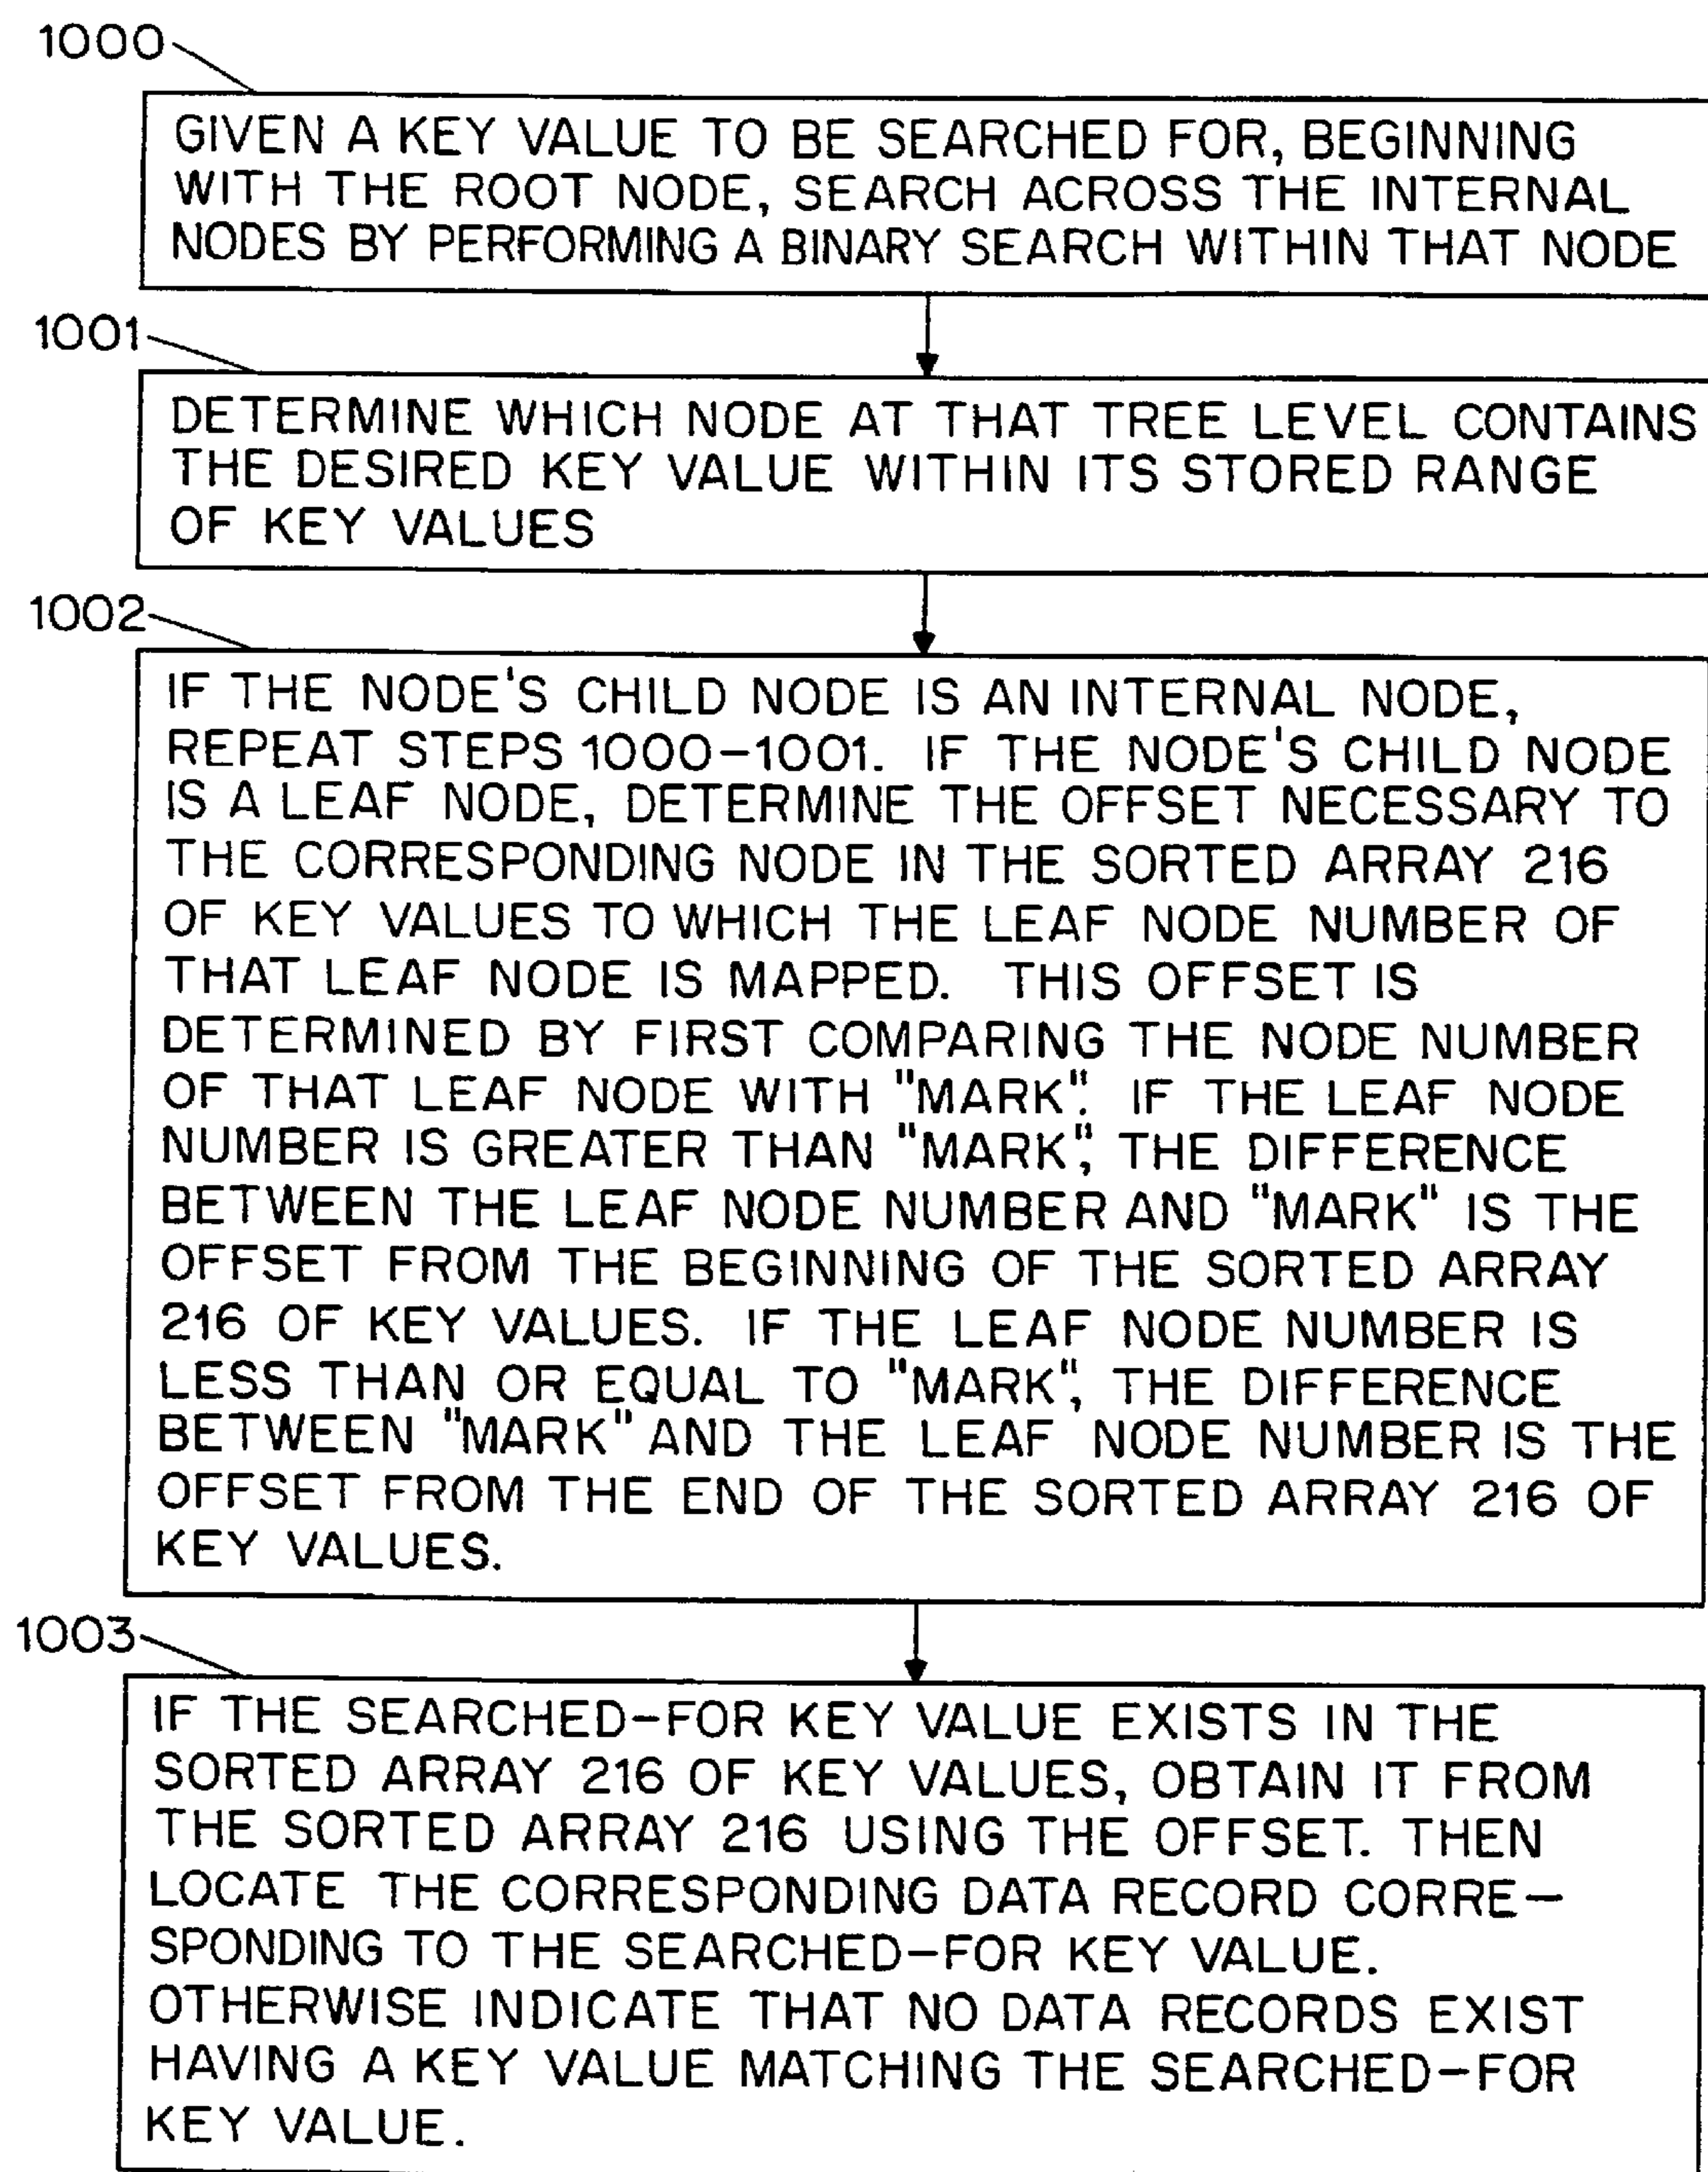 1000
GIVEN A KEY VALUE TO BE SEARCHED FOR, BEGINNING
WITH THE ROOT NODE, SEARCH ACROSS THE INTERNAL
NODES BY PERFORMING A BINARY SEARCH WITHIN THAT NODE
1001
DETERMINE WHICH NODE AT THAT TREE LEVEL CONTAINS
THE DESIRED KEY VALUE WITHIN ITS STORED RANGE
OF KEY VALUES
1002
IF THE NODE'S CHILD NODE IS AN INTERNAL NODE,
REPEAT STEPS 1000-1001. IF THE NODE'S CHILD NODE
IS A LEAF NODE, DETERMINE THE OFFSET NECESSARY TO
THE CORRESPONDING NODE IN THE SORTED ARRAY 216
OF KEY VALUES TO WHICH THE LEAF NODE NUMBER OF
THAT LEAF NODE IS MAPPED. THIS OFFSET IS
DETERMINED BY FIRST COMPARING THE NODE NUMBER
OF THAT LEAF NODE WITH "MARK". IF THE LEAF NODE
NUMBER IS GREATER THAN "MARK", THE DIFFERENCE
BETWEEN THE LEAF NODE NUMBER AND "MARK" IS THE
OFFSET FROM THE BEGINNING OF THE SORTED ARRAY
216 OF KEY VALUES. IF THE LEAF NODE NUMBER IS
LESS THAN OR EQUAL TO "MARK", THE DIFFERENCE
BETWEEN "MARK" AND THE LEAF NODE NUMBER IS THE
OFFSET FROM THE END OF THE SORTED ARRAY 216 OF
KEY VALUES.
1003
IF THE SEARCHED-FOR KEY VALUE EXISTS IN THE
SORTED ARRAY 216 OF KEY VALUES, OBTAIN IT FROM
THE SORTED ARRAY 216 USING THE OFFSET. THEN
LOCATE THE CORRESPONDING DATA RECORD CORRE-
SPONDING TO THE SEARCHED-FOR KEY VALUE.
OTHERWISE INDICATE THAT NO DATA RECORDS EXIST
HAVING A KEY VALUE MATCHING THE SEARCHED-FOR
KEY VALUE.